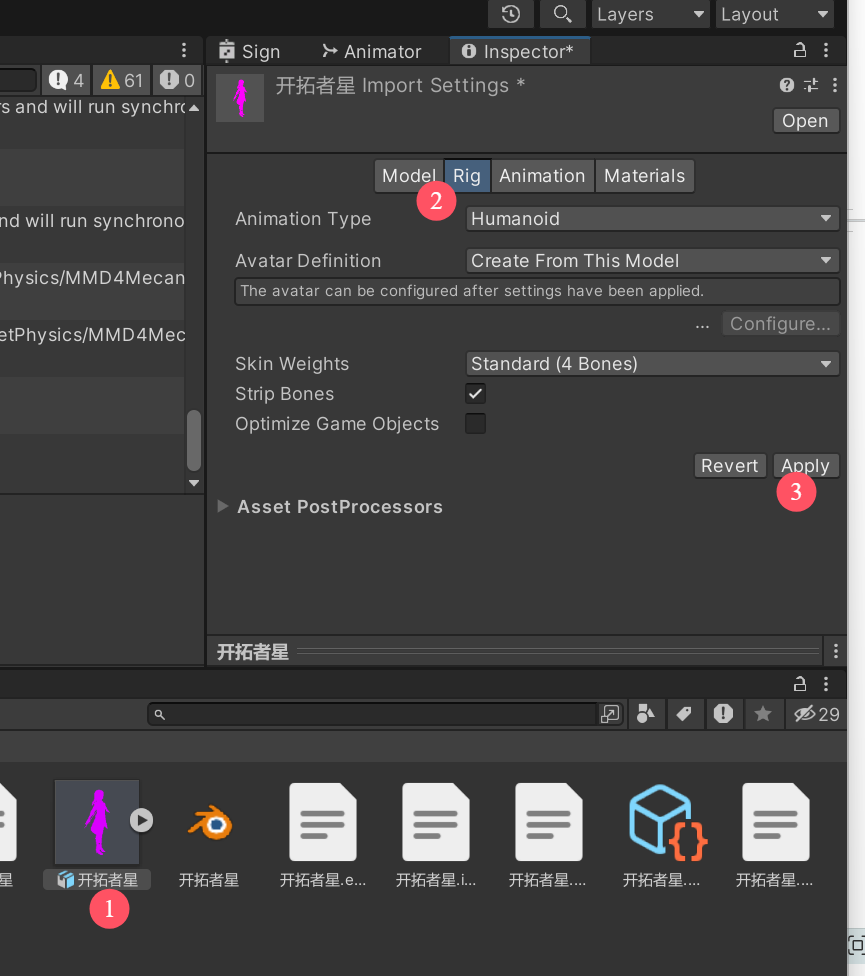 Layers
Layout
Sign
Animator
Inspector*
4
61
0
开拓者星 Import Settings *
rs and will run synchro
Open
Model
Rig
Animation
Materials
2
nd will run synchrono
Animation Type
Humanoid
Avatar Definition
Create From This Model
Physics/MMD4Mecan
The avatar can be configured after settings have been applied.
... Configure...
etPhysics/MMD4Mec
Skin Weights
Standard (4 Bones)
Strip Bones
Optimize Game Objects
Revert
Apply
3
Asset PostProcessors
开拓者星
29
星
开拓者星
开拓者星
开拓者星.e...
开拓者星.i...
开拓者星....
开拓者星....
开拓者星....
1